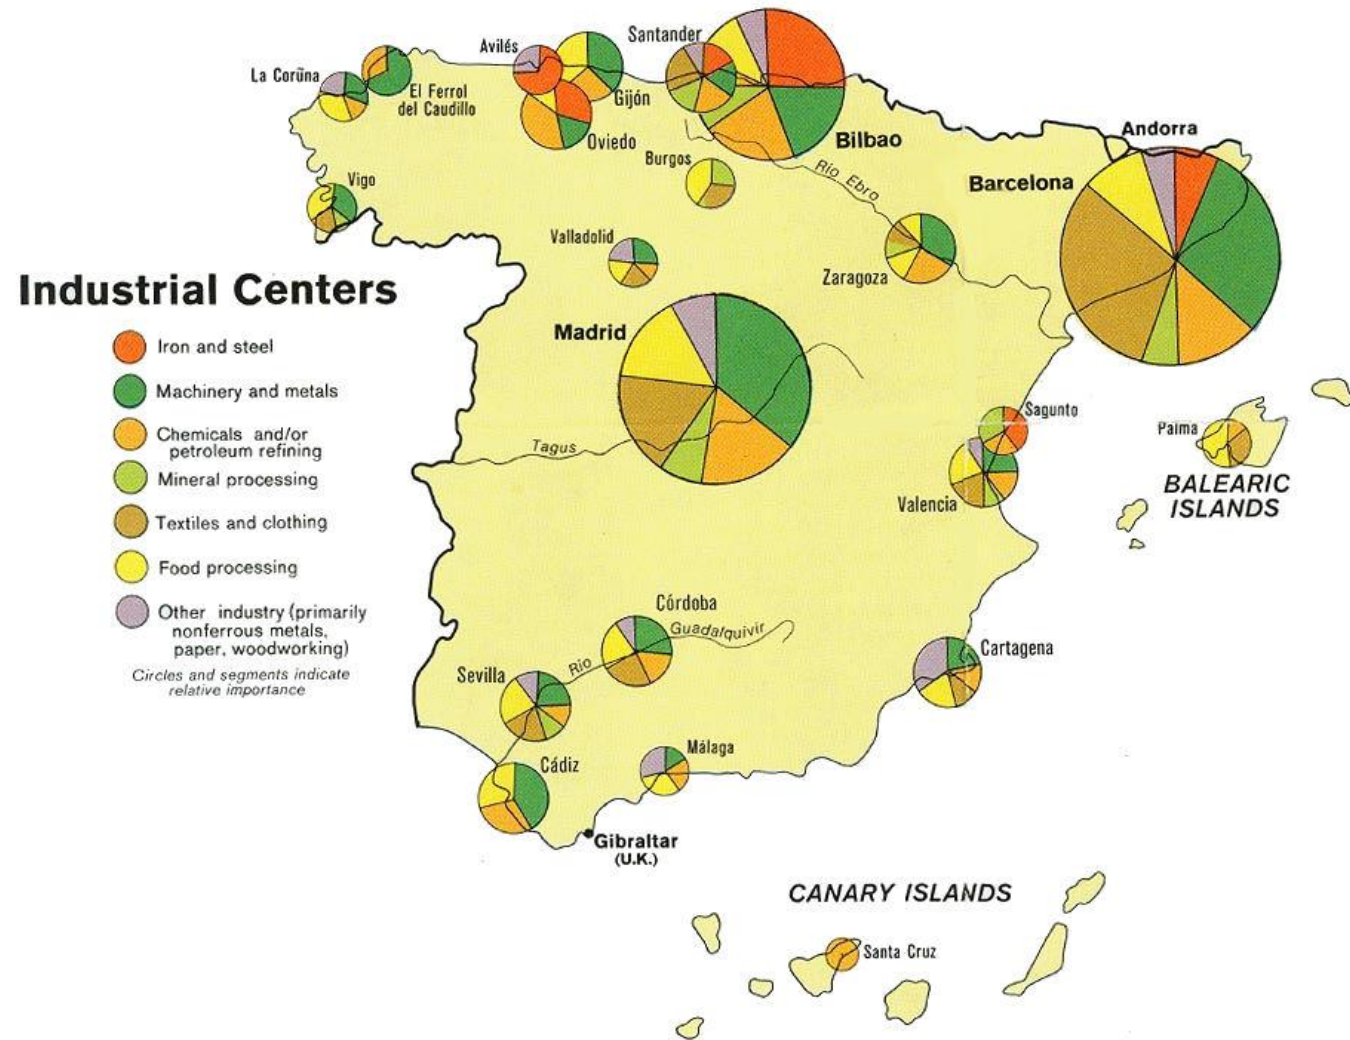 Santander
Avilés
La Coruña
El Ferrol
del Caudillo
Gijón
Oviedo
Bilbao
Andorra
Burgos
Rio Ebro
Barcelona
Vigo
Valladolid
Zaragoza
Industrial Centers
Madrid
Iron and steel
Machinery and metals
Chemicals and/or
petroleum refining
Mineral processing
Textiles and clothing
Food processing
Other industry (primarily
nonferrous metals,
paper, woodworking)
Circles and segments indicate
relative importance
Tagus
Sagunto
Valencia
Palma
BALEARIC
ISLANDS
Córdoba
Guadalquivir
Rio
Sevilla
Cartagena
Málaga
Cádiz
Gibraltar
(U.K.)
CANARY ISLANDS
Santa Cruz